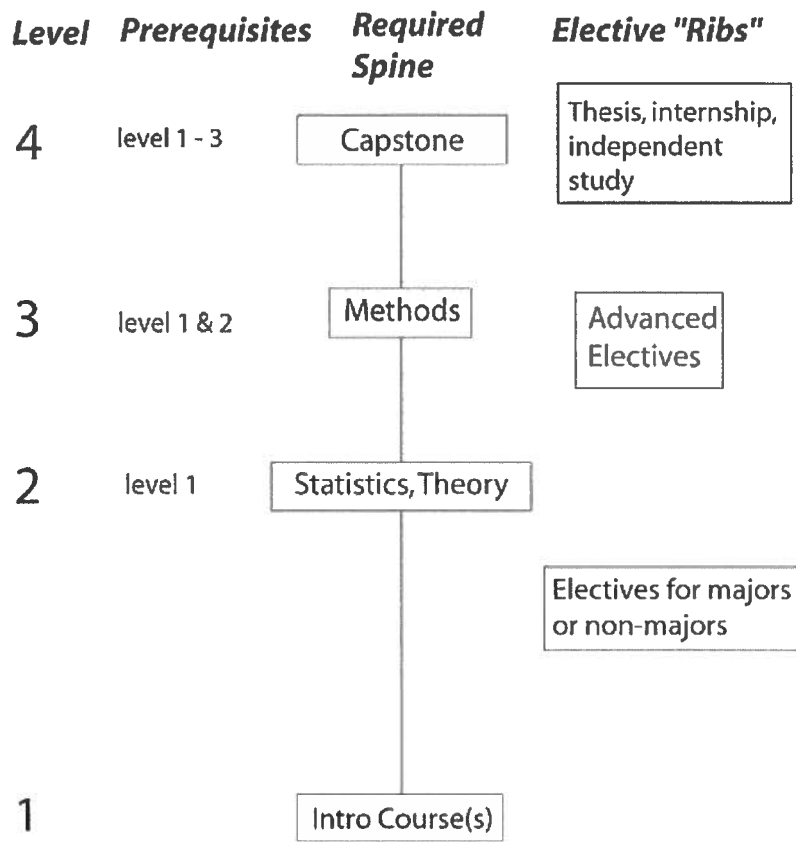 Level Prerequisites Required Spine Elective "Ribs"
4 level 1 - 3 Capstone Thesis, internship,
independent
study
3 level 1 & 2 Methods Advanced
Electives
2 level 1 Statistics, Theory
Electives for majors
or non-majors
1 Intro Course(s)